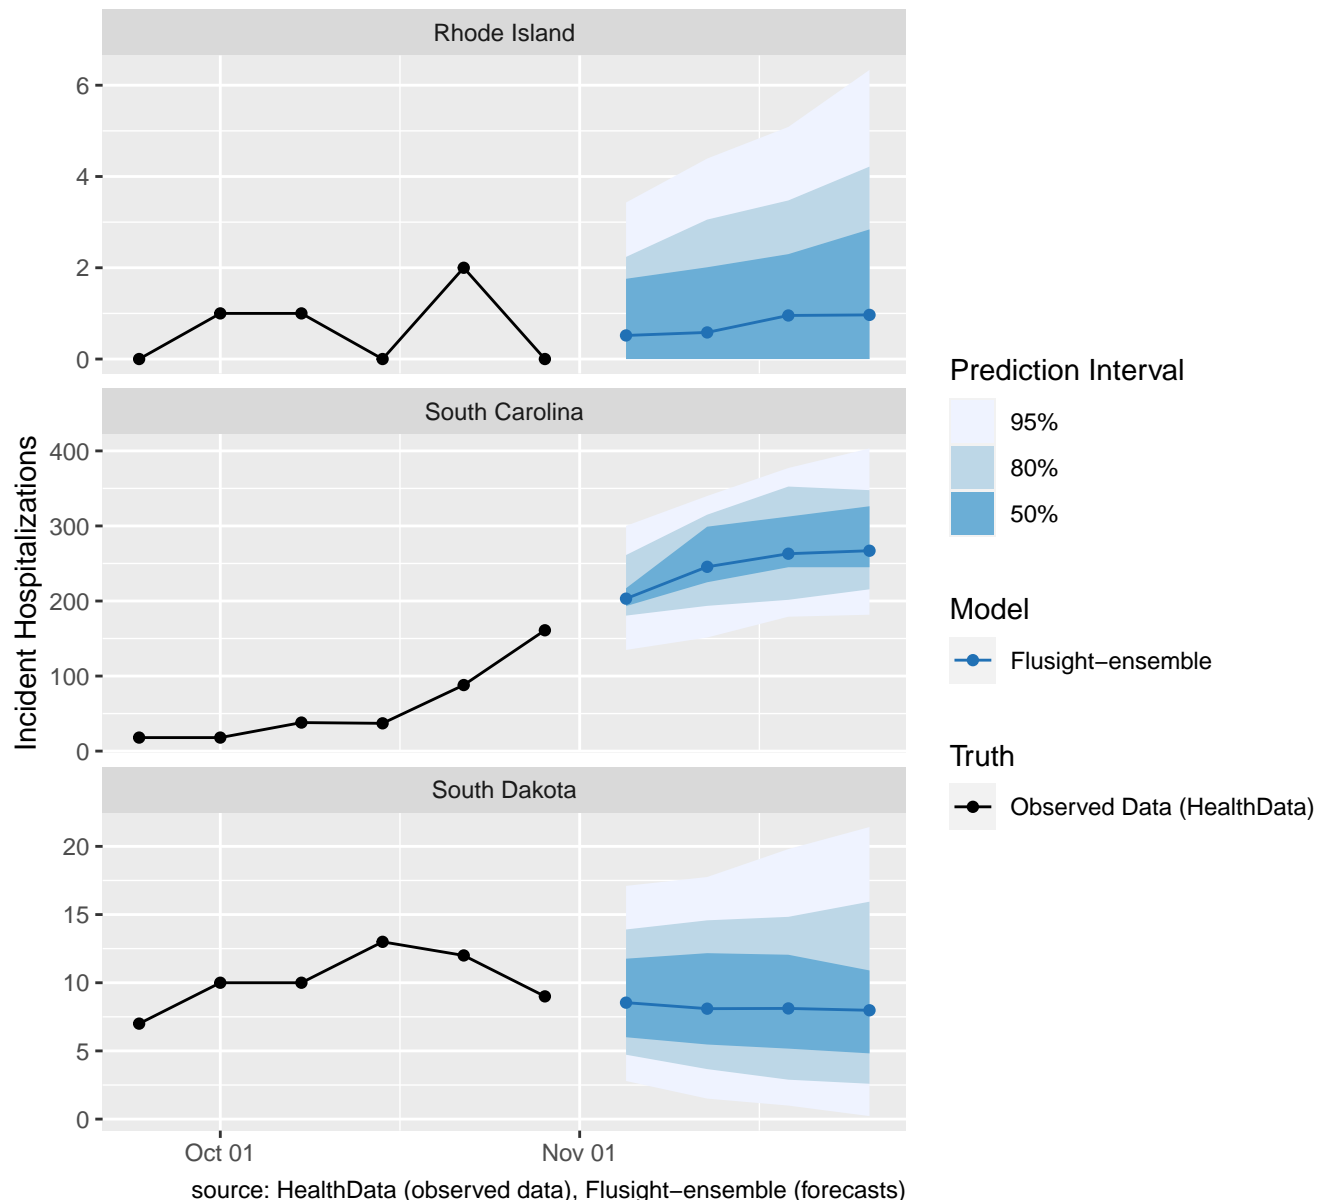 Rhode Island
6
4
2
0
South Carolina
400
300
200
100
0
South Dakota
20
15
10
5
0
Oct 01
Nov 01
Incident Hospitalizations
source: HealthData (observed data), Flusight−ensemble (forecasts)
Prediction Interval
95%
80%
50%
Model
Flusight−ensemble
Truth
Observed Data (HealthData)